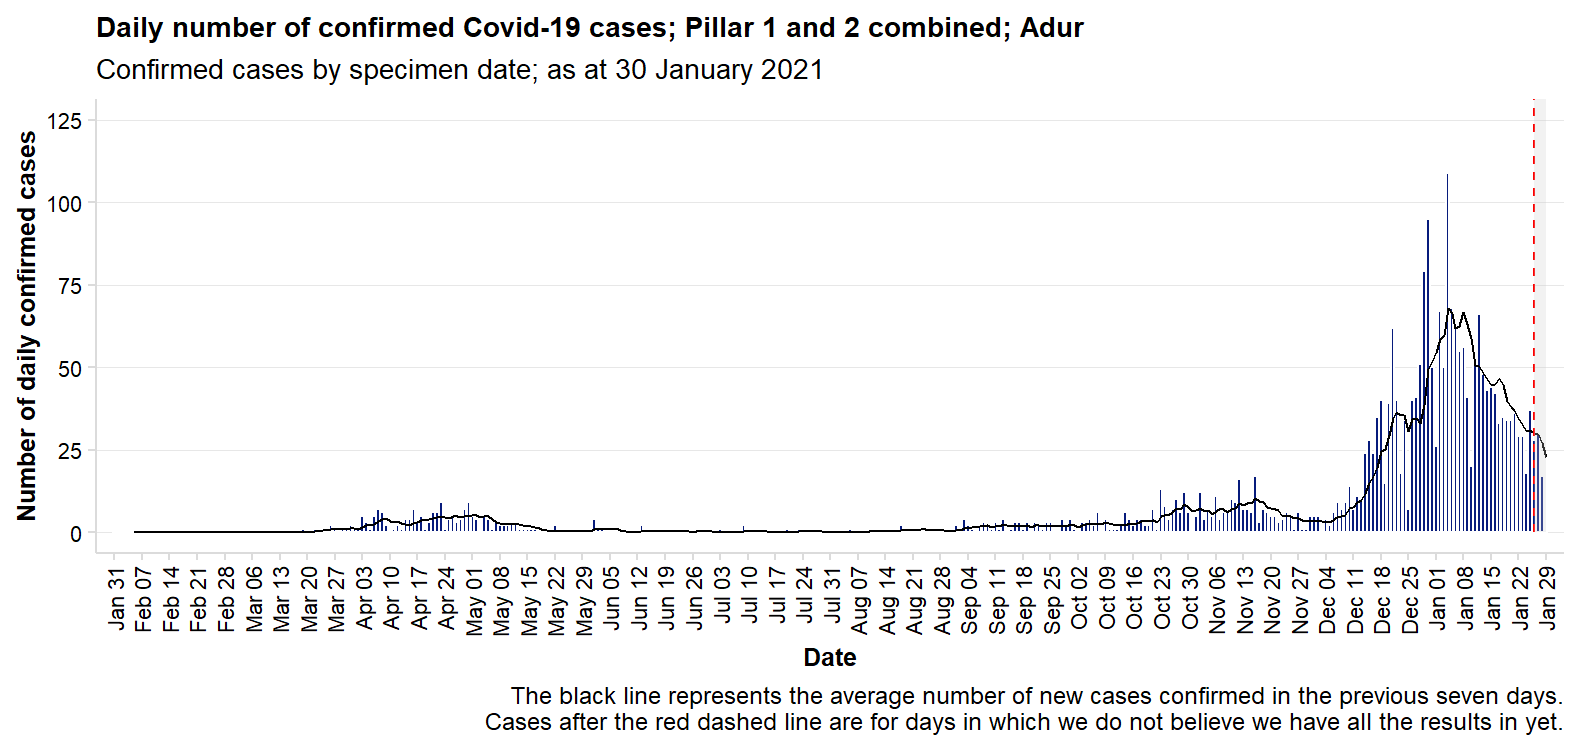 Daily number of confirmed Covid-19 cases; Pillar 1 and 2 combined; Adur
Confirmed cases by specimen date; as at 30 January 2021
Number of daily confirmed cases
125
100
75
50
25
0
Jan 31
Feb 07
Feb 14
Feb 21
Feb 28
Mar 06
Mar 13
Mar 20
Mar 27
Apr 03
Apr 10
Apr 17
Apr 24
May 01
May 08
May 15
May 22
May 29
Jun 05
Jun 12
Jun 19
Jun 26
Jul 03
Jul 10
Jul 17
Jul 24
Jul 31
Aug 07
Aug 14
Aug 21
Aug 28
Sep 04
Sep 11
Sep 18
Sep 25
Oct 02
Oct 09
Oct 16
Oct 23
Oct 30
Nov 06
Nov 13
Nov 20
Nov 27
Dec 04
Dec 11
Dec 18
Dec 25
Jan 01
Jan 08
Jan 15
Jan 22
Jan 29
Date
The black line represents the average number of new cases confirmed in the previous seven days.
Cases after the red dashed line are for days in which we do not believe we have all the results in yet.